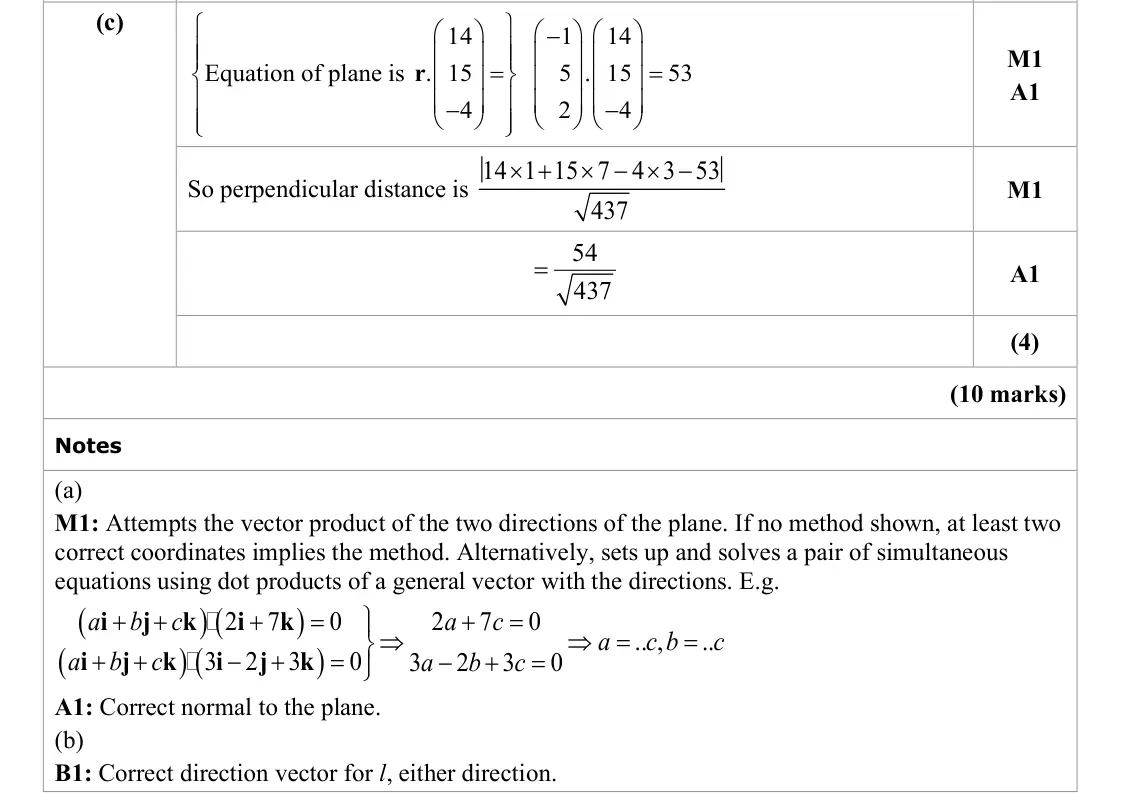 (c)
{Equation of plane is r.(14 15 −4) =} (−1 5 2).(14 15 −4) = 53
M1
A1
So perpendicular distance is |14×1+15×7−4×3−53| / √437
M1
= 54 / √437
A1
(4)
(10 marks)
Notes
(a)
M1: Attempts the vector product of the two directions of the plane. If no method shown, at least two
correct coordinates implies the method. Alternatively, sets up and solves a pair of simultaneous
equations using dot products of a general vector with the directions. E.g.
(ai+bj+ck)□(2i+7k)=0
(ai+bj+ck)□(3i−2j+3k)=0} ⇒ 2a+7c=0
3a−2b+3c=0 ⇒ a=..c,b=..c
A1: Correct normal to the plane.
(b)
B1: Correct direction vector for l, either direction.